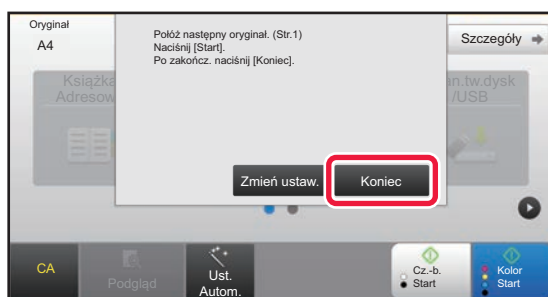 Oryginał
A4
Położ następny oryginał. (Str.1)
Naciśnij [Start].
Po zakończ. naciśnij [Koniec].
Szczegóły
Książka
Adresow
an.tw.dysk
/USB
Zmień ustaw.
Koniec
CA
Podgląd
Ust.
Autom.
Cz.-b.
Start
Kolor
Start